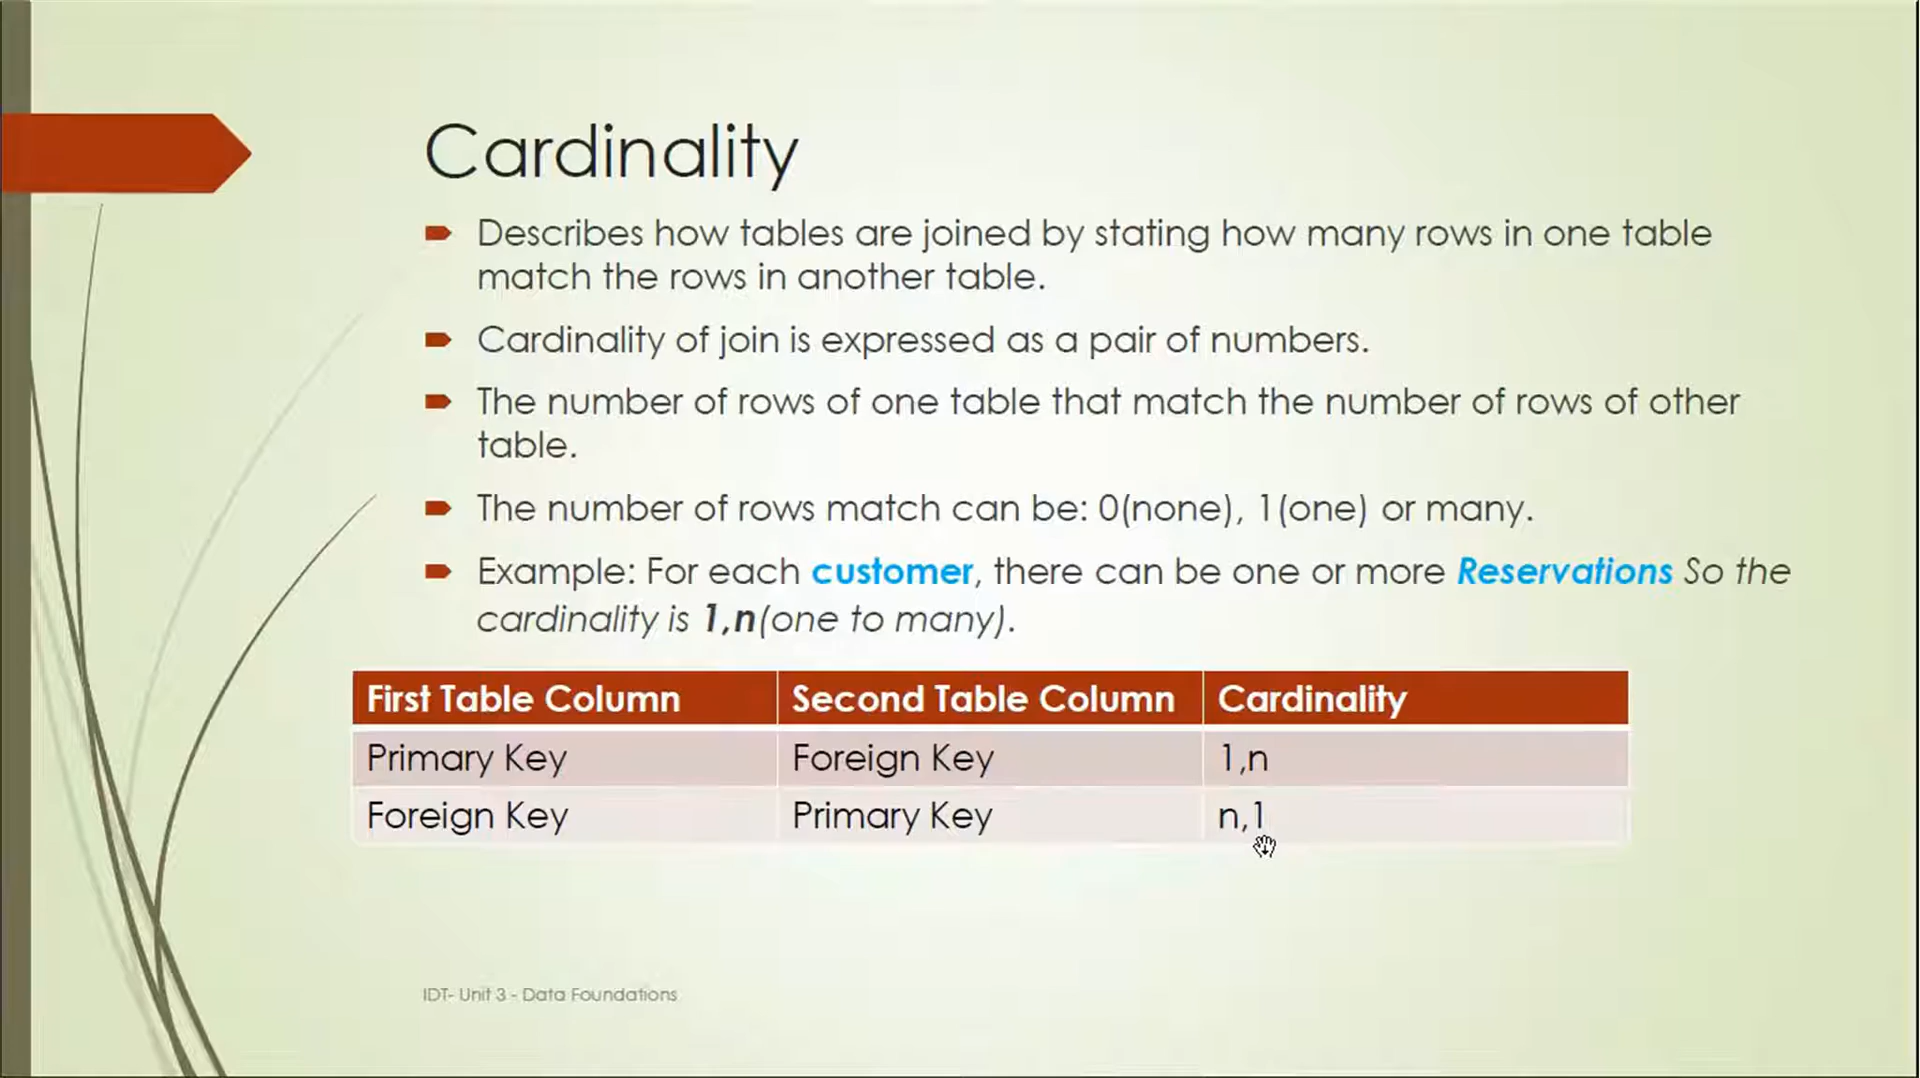 Cardinality
Describes how tables are joined by stating how many rows in one table
match the rows in another table.
Cardinality of join is expressed as a pair of numbers.
The number of rows of one table that match the number of rows of other
table.
The number of rows match can be: 0(none), 1(one) or many.
Example: For each customer, there can be one or more Reservations So the
cardinality is 1,n(one to many).
First Table Column Second Table Column Cardinality
Primary Key Foreign Key 1,n
Foreign Key Primary Key n,1
IDT- Unit 3 - Data Foundations